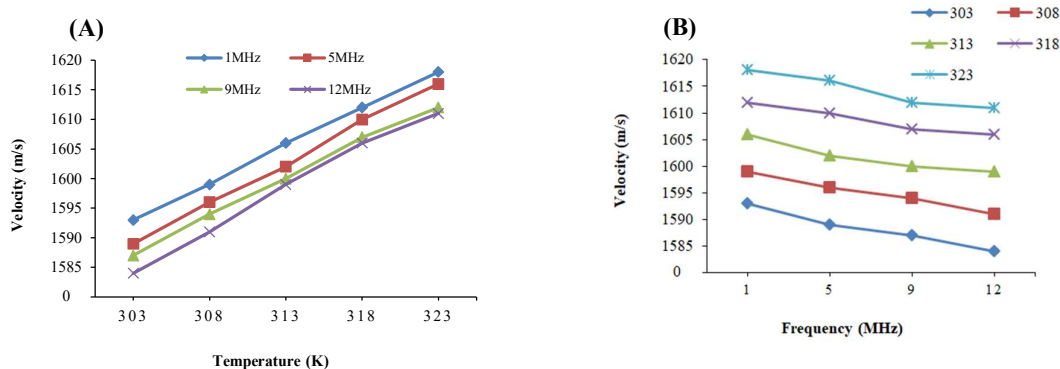 (A)
1MHz 5MHz
9MHz 12MHz
1620
1615
1610
1605
1600
1595
1590
1585
0
Velocity (m/s)
303 308 313 318 323
Temperature (K)
(B)
303 308
313 318
323
1620
1615
1610
1605
1600
1595
1590
1585
0
Velocity (m/s)
1 5 9 12
Frequency (MHz)